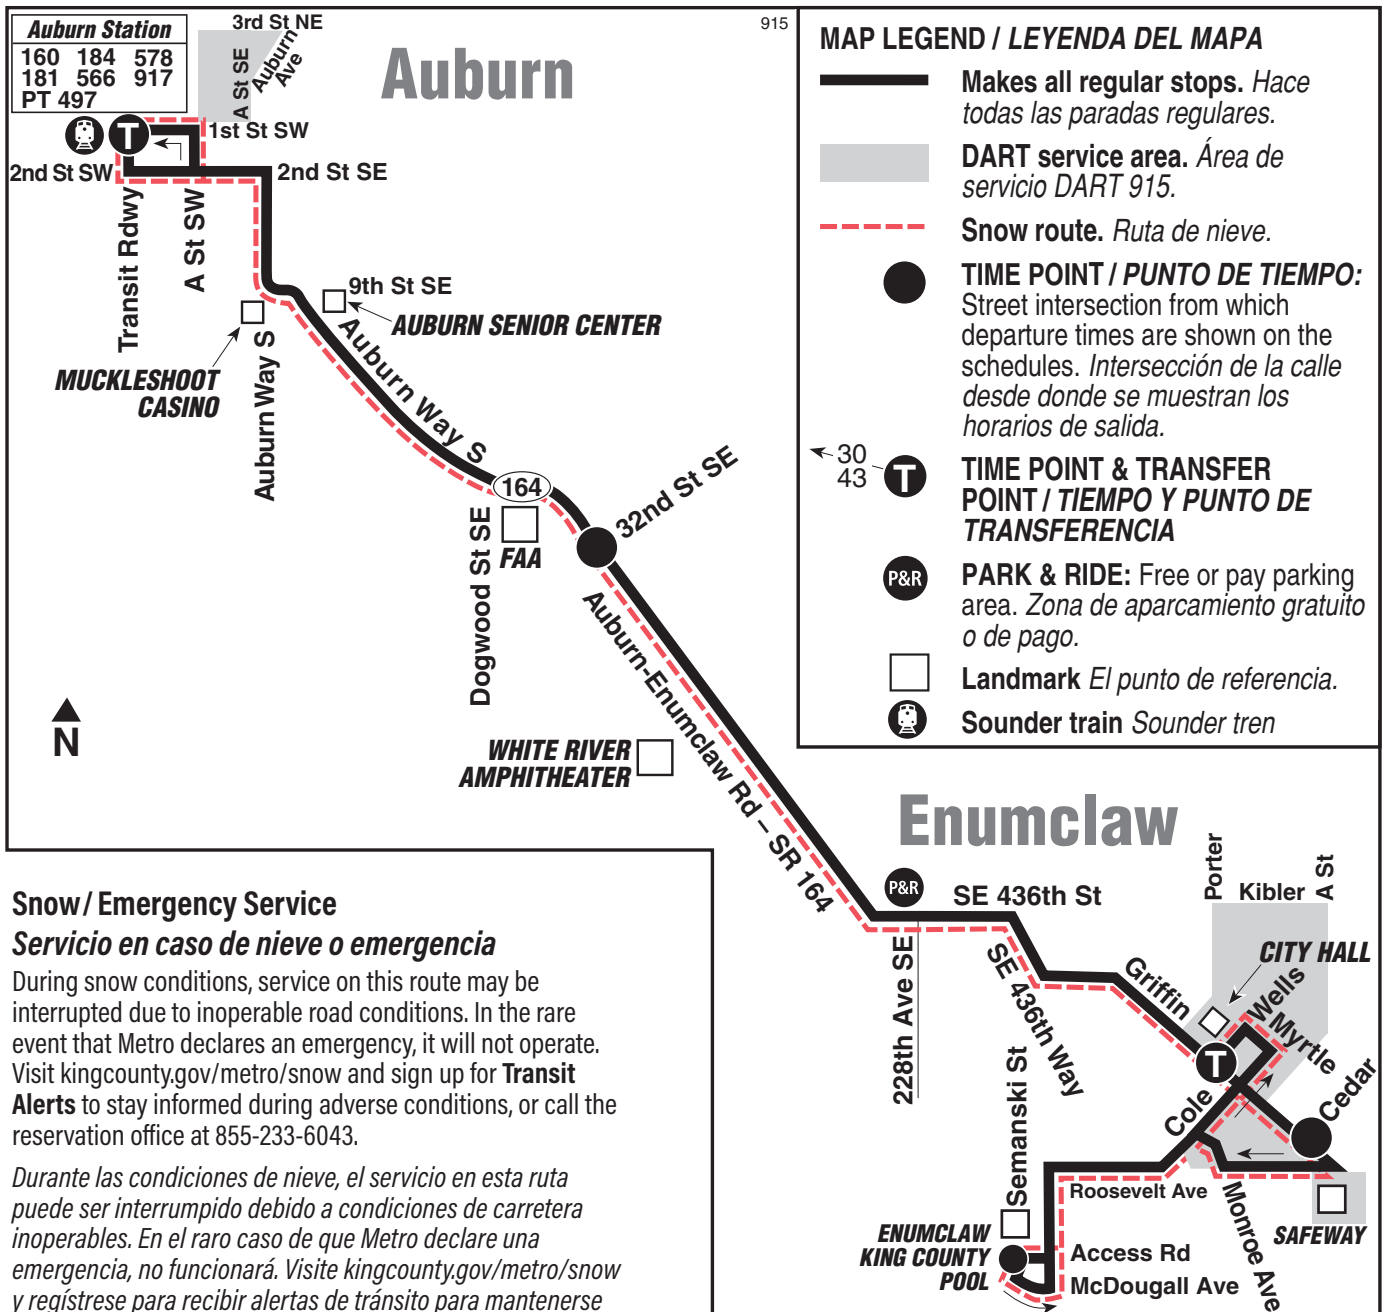 Auburn Station
160 184 578
181 566 917
PT 497
3rd St NE
A St SE
Auburn
Ave
915
Auburn
1st St SW
2nd St SW
2nd St SE
Transit Rdwy
A St SW
9th St SE
AUBURN SENIOR CENTER
MUCKLESHOOT
CASINO
Auburn Way S
Auburn Way S
164
32nd St SE
FAA
Dogwood St SE
Auburn-Enumclaw Rd – SR 164
N
WHITE RIVER
AMPHITHEATER
T
MAP LEGEND / LEYENDA DEL MAPA
Makes all regular stops. Hace
todas las paradas regulares.
DART service area. Área de
servicio DART 915.
Snow route. Ruta de nieve.
TIME POINT / PUNTO DE TIEMPO:
Street intersection from which
departure times are shown on the
schedules. Intersección de la calle
desde donde se muestran los
horarios de salida.
30
43
T
TIME POINT & TRANSFER
POINT / TIEMPO Y PUNTO DE
TRANSFERENCIA
P&R
PARK & RIDE: Free or pay parking
area. Zona de aparcamiento gratuito
o de pago.
Landmark El punto de referencia.
Sounder train Sounder tren
Enumclaw
P&R
SE 436th St
228th Ave SE
SE 436th Way
Porter
Kibler
A St
CITY HALL
Griffin
Wells
Myrtle
T
Cedar
Cole
Semanski St
Roosevelt Ave
Monroe Ave
SAFEWAY
ENUMCLAW
KING COUNTY
POOL
Access Rd
McDougall Ave
Snow / Emergency Service
Servicio en caso de nieve o emergencia
During snow conditions, service on this route may be
interrupted due to inoperable road conditions. In the rare
event that Metro declares an emergency, it will not operate.
Visit kingcounty.gov/metro/snow and sign up for Transit
Alerts to stay informed during adverse conditions, or call the
reservation office at 855-233-6043.
Durante las condiciones de nieve, el servicio en esta ruta
puede ser interrumpido debido a condiciones de carretera
inoperables. En el raro caso de que Metro declare una
emergencia, no funcionará. Visite kingcounty.gov/metro/snow
y regístrese para recibir alertas de tránsito para mantenerse